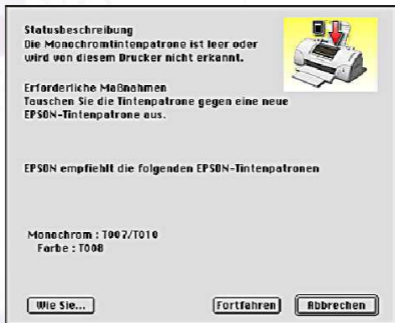 Statusbeschreibung
Die Monochromtintenpatrone ist leer oder
wird von diesem Drucker nicht erkannt.
Erforderliche Maßnahmen
Tauschen Sie die Tintenpatrone gegen eine neue
EPSON-Tintenpatrone aus.
EPSON empfiehlt die folgenden EPSON-Tintenpatronen
Monochrom : T007/T010
Farbe : T008
Wie Sie...
Fortfahren
Abbrechen